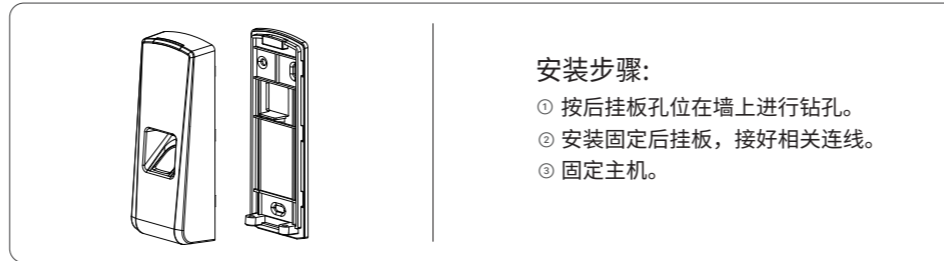 安装步骤:
① 按后挂板孔位在墙上进行钻孔。
② 安装固定后挂板，接好相关连线。
③ 固定主机。